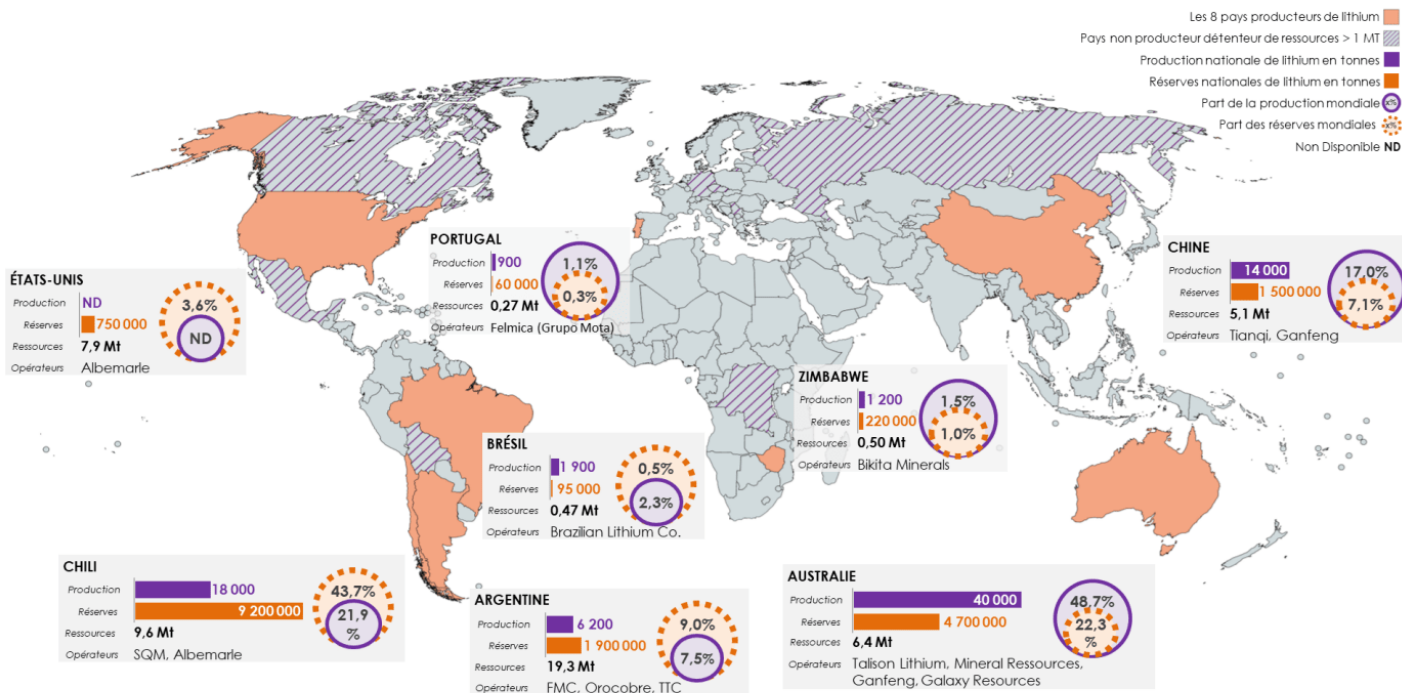 Les 8 pays producteurs de lithium
Pays non producteur détenteur de ressources > 1 MT
Production nationale de lithium en tonnes
Réserves nationales de lithium en tonnes
Part de la production mondiale x%
Part des réserves mondiales x%
Non Disponible ND
PORTUGAL
Production 900
Réserves 60 000
Ressources 0,27 Mt
Opérateurs Felmica (Grupo Mota)
1,1%
0,3%
CHINE
Production 14 000
Réserves 1 500 000
Ressources 5,1 Mt
Opérateurs Tianqi, Ganfeng
17,0%
7,1%
ÉTATS-UNIS
Production ND
Réserves 750 000
Ressources 7,9 Mt
Opérateurs Albemarle
3,6%
ND
ZIMBABWE
Production 1 200
Réserves 220 000
Ressources 0,50 Mt
Opérateurs Bikita Minerals
1,5%
1,0%
BRÉSIL
Production 1 900
Réserves 95 000
Ressources 0,47 Mt
Opérateurs Brazilian Lithium Co.
0,5%
2,3%
CHILI
Production 18 000
Réserves 9 200 000
Ressources 9,6 Mt
Opérateurs SQM, Albemarle
43,7%
21,9
%
ARGENTINE
Production 6 200
Réserves 1 900 000
Ressources 19,3 Mt
Opérateurs FMC, Orocobre, TTC
9,0%
7,5%
AUSTRALIE
Production 40 000
Réserves 4 700 000
Ressources 6,4 Mt
Opérateurs Talison Lithium, Mineral Ressources,
Ganfeng, Galaxy Resources
48,7%
22,3
%